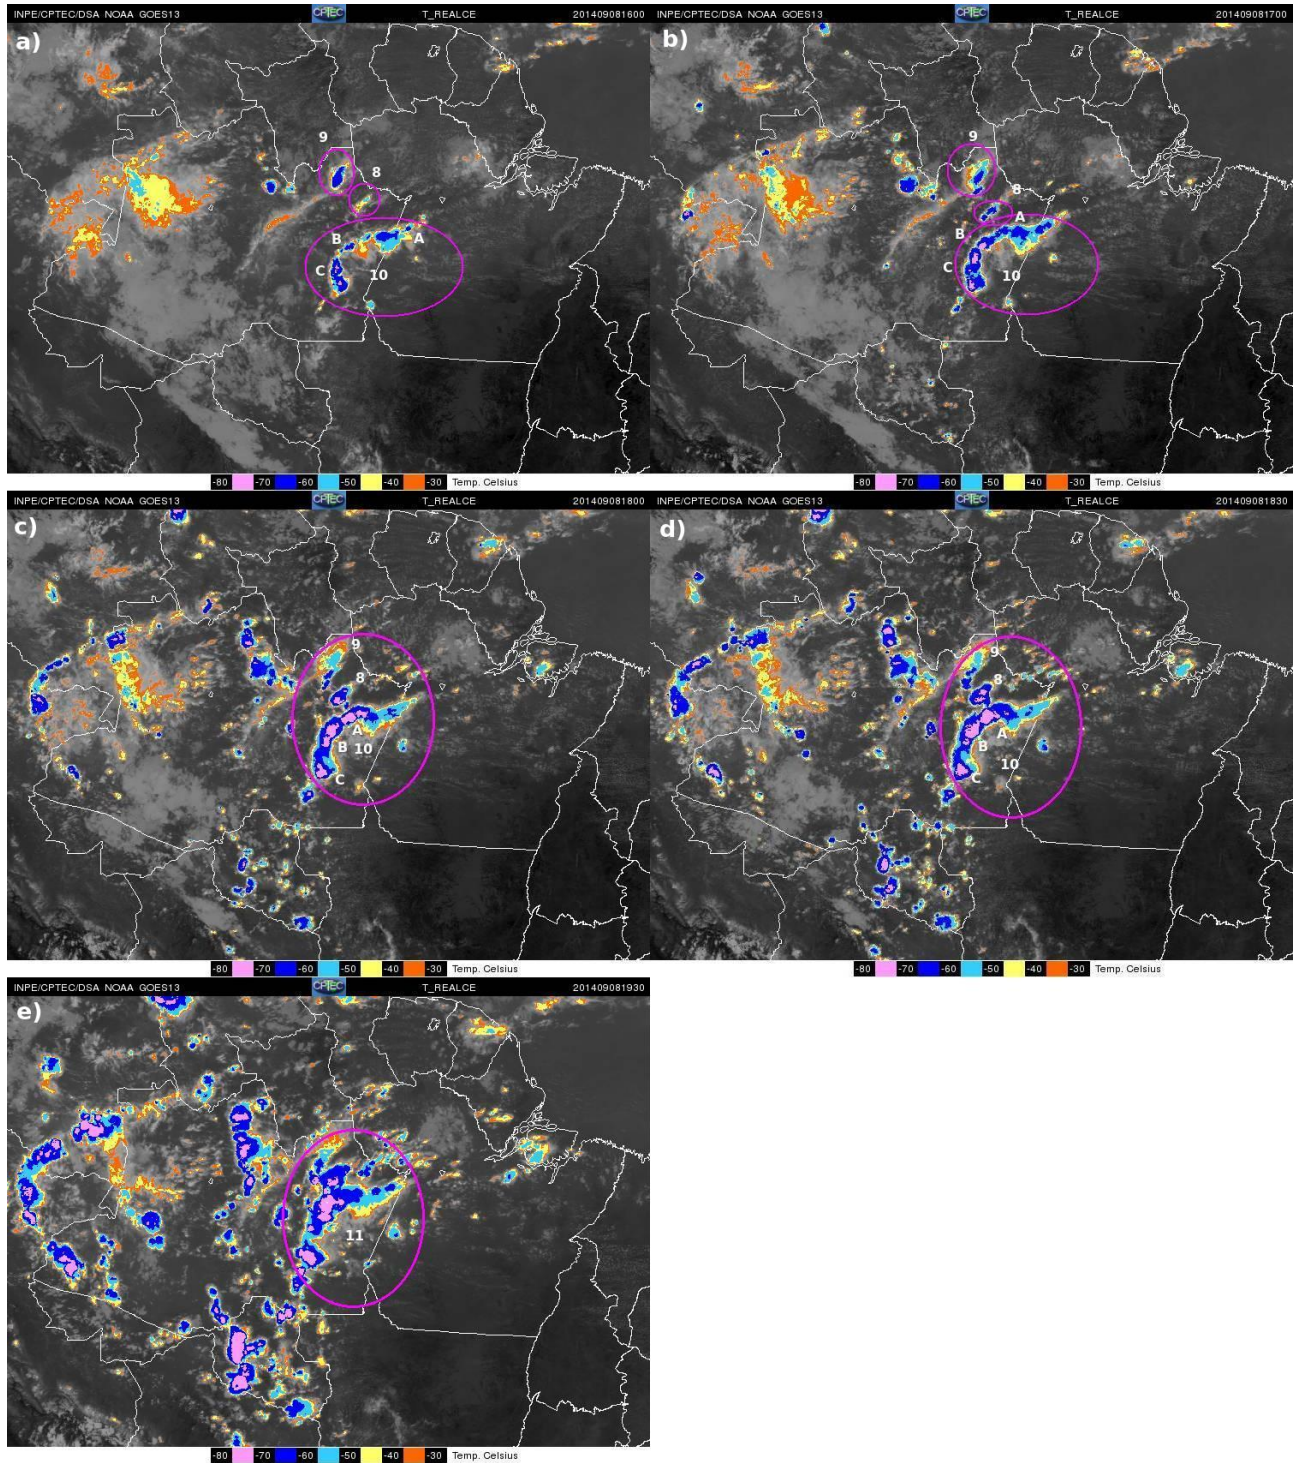 INPE/CPTEC/DSA NOAA GOES13 CPTEC T_REALCE 201409081600
a)
9
8
B A
C
10
-80 -70 -60 -50 -40 -30 Temp. Celsius
INPE/CPTEC/DSA NOAA GOES13 CPTEC T_REALCE 201409081700
b)
9
8
A
B
C
10
-80 -70 -60 -50 -40 -30 Temp. Celsius
INPE/CPTEC/DSA NOAA GOES13 CPTEC T_REALCE 201409081800
c)
9
8
A
B 10
C
-80 -70 -60 -50 -40 -30 Temp. Celsius
INPE/CPTEC/DSA NOAA GOES13 CPTEC T_REALCE 201409081830
d)
9
8
A
B
10
C
-80 -70 -60 -50 -40 -30 Temp. Celsius
INPE/CPTEC/DSA NOAA GOES13 CPTEC T_REALCE 201409081930
e)
11
-80 -70 -60 -50 -40 -30 Temp. Celsius